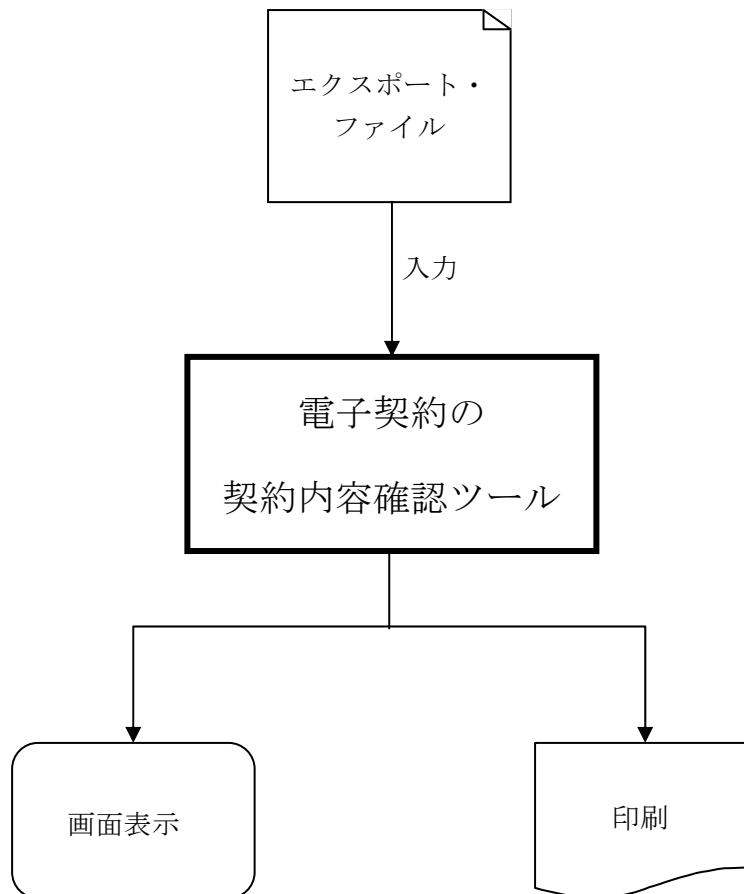 エクスポート・
ファイル
入力
電子契約の
契約内容確認ツール
画面表示
印刷